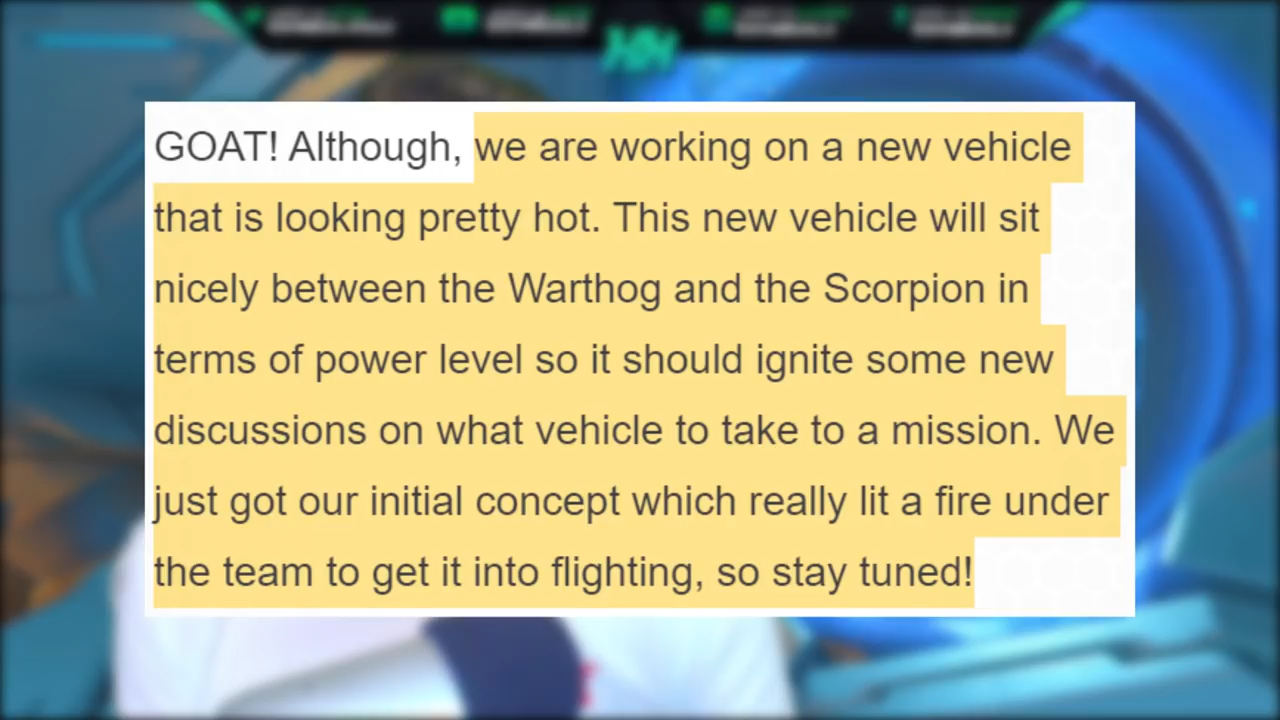 GOAT! Although, we are working on a new vehicle
that is looking pretty hot. This new vehicle will sit
nicely between the Warthog and the Scorpion in
terms of power level so it should ignite some new
discussions on what vehicle to take to a mission. We
just got our initial concept which really lit a fire under
the team to get it into flighting, so stay tuned!